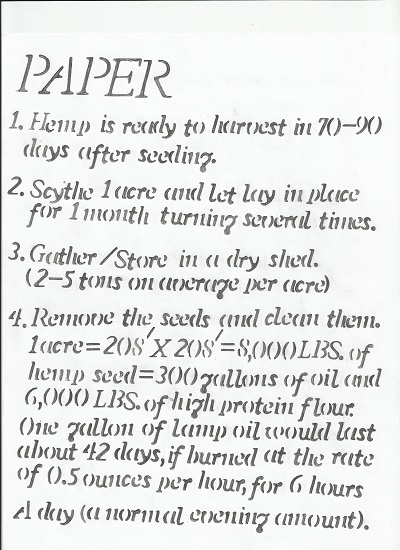 PAPER
1. Hemp is ready to harvest in 70-90
days after seeding.
2. Scythe 1 acre and let lay in place
for 1 month turning several times.
3. Gather/Store in a dry shed.
(2-5 tons on average per acre)
4. Remove the seeds and clean them.
1 acre=208' X 208'=8,000 LBS. of
hemp seed=300 gallons of oil and
6,000 LBS. of high protein flour.
One gallon of lamp oil would last
about 42 days, if burned at the rate
of 0.5 ounces per hour, for 6 hours
A day (a normal evening amount).